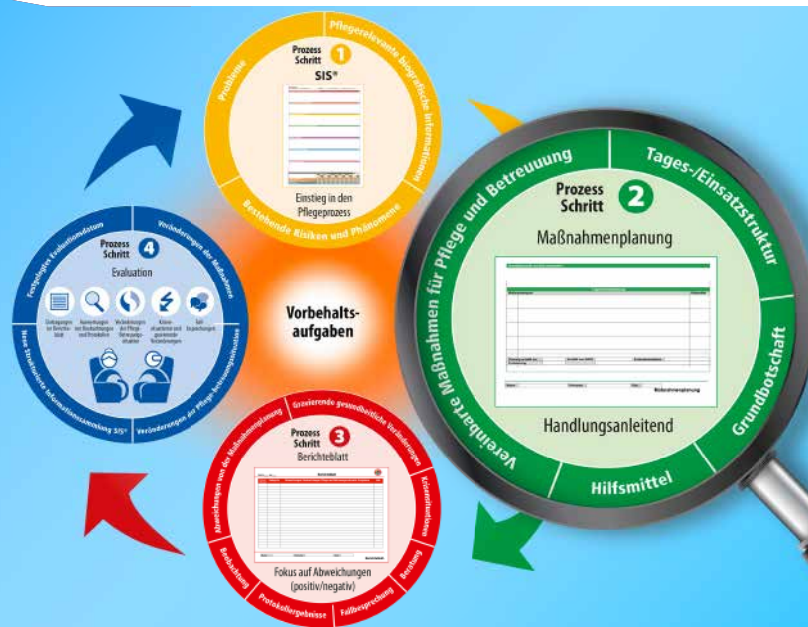 Prozess
Schritt 1
SIS®
Einstieg in den
Pflegeprozess
Probleme
Pflegerelevante biografische Informationen
Bestehende Risiken und Phänomene
Prozess
Schritt 2
Maßnahmenplanung
Maßnahmenplanung
Handlungsanleitend
Vereinbarte Maßnahmen für Pflege und Betreuuung
Tages-/Einsatzstruktur
Grundbotschaft
Hilfsmittel
Vorbehalts-
aufgaben
Prozess
Schritt 3
Berichteblatt
Fokus auf Abweichungen
(positiv/negativ)
Abweichungen von der Maßnahmenplanung
Gravierende gesundheitliche Veränderungen
Krisensituationen
Beratung
Fallbesprechung
Protokollergebnisse
Beobachtung
Prozess
Schritt 4
Evaluation
Festgelegtes Evaluationsdatum
Veränderungen der Maßnahmen
Veränderungen der Pflege-Betreuungssituation
Neue Strukturierte Informationssammlung SIS®